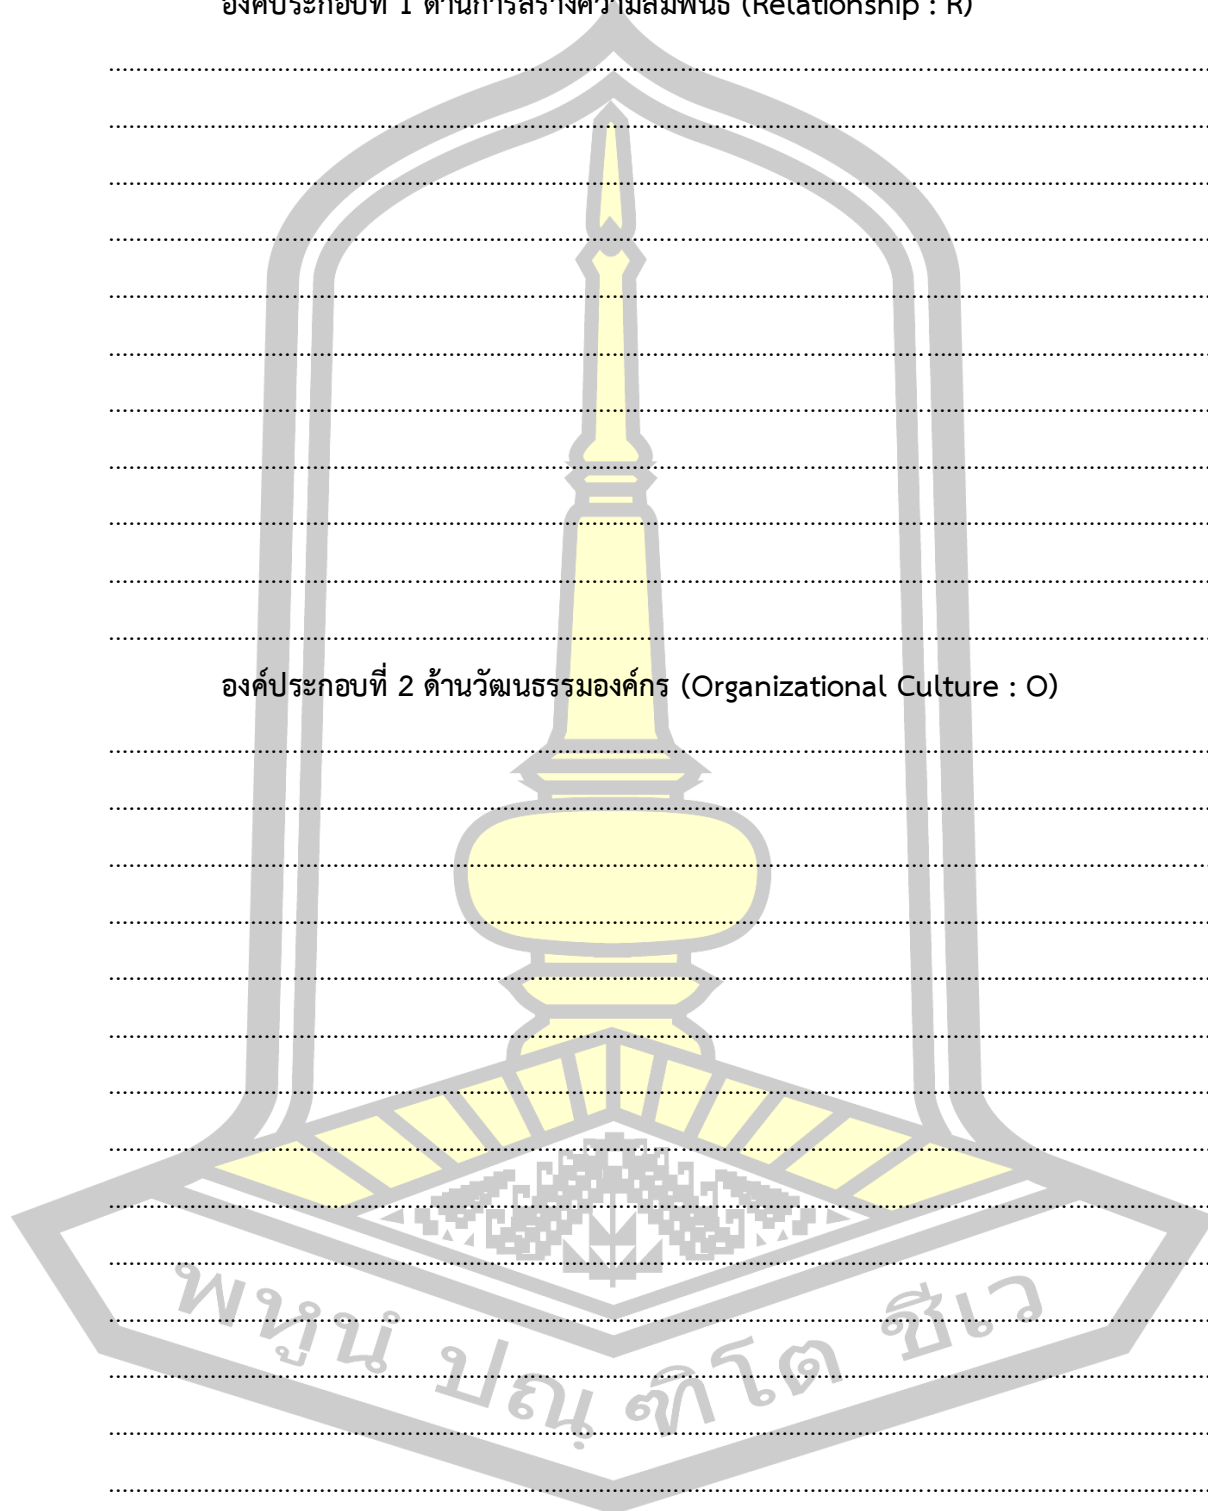 องค์ประกอบที่ 1 ด้านการสร้างความสัมพันธ์ (Relationship : R)
องค์ประกอบที่ 2 ด้านวัฒนธรรมองค์กร (Organizational Culture : O)
พหูนํ ปณฺฑิโต ชีเว